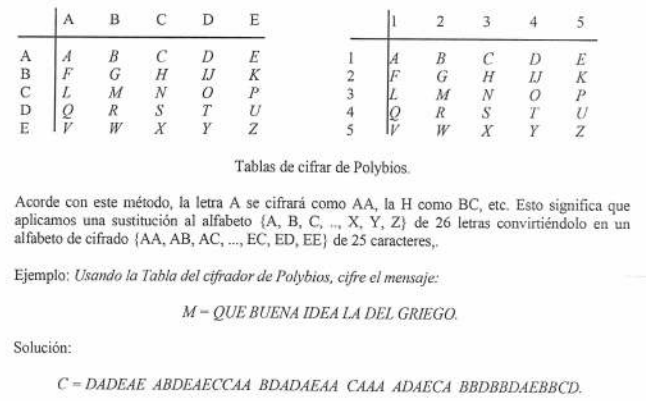 A B C D E 1 2 3 4 5
A A B C D E 1 A B C D E
B F G H IJ K 2 F G H IJ K
C L M N O P 3 L M N O P
D Q R S T U 4 Q R S T U
E V W X Y Z 5 V W X Y Z
Tablas de cifrar de Polybios.
Acorde con este método, la letra A se cifrará como AA, la H como BC, etc. Esto significa que
aplicamos una sustitución al alfabeto {A, B, C, .., X, Y, Z} de 26 letras convirtiéndolo en un
alfabeto de cifrado {AA, AB, AC, ..., EC, ED, EE} de 25 caracteres,.
Ejemplo: Usando la Tabla del cifrador de Polybios, cifre el mensaje:
M = QUE BUENA IDEA LA DEL GRIEGO.
Solución:
C = DADEAE ABDEAECCAA BDADAEAA CAAA ADAECA BBDBBDAEBBCD.